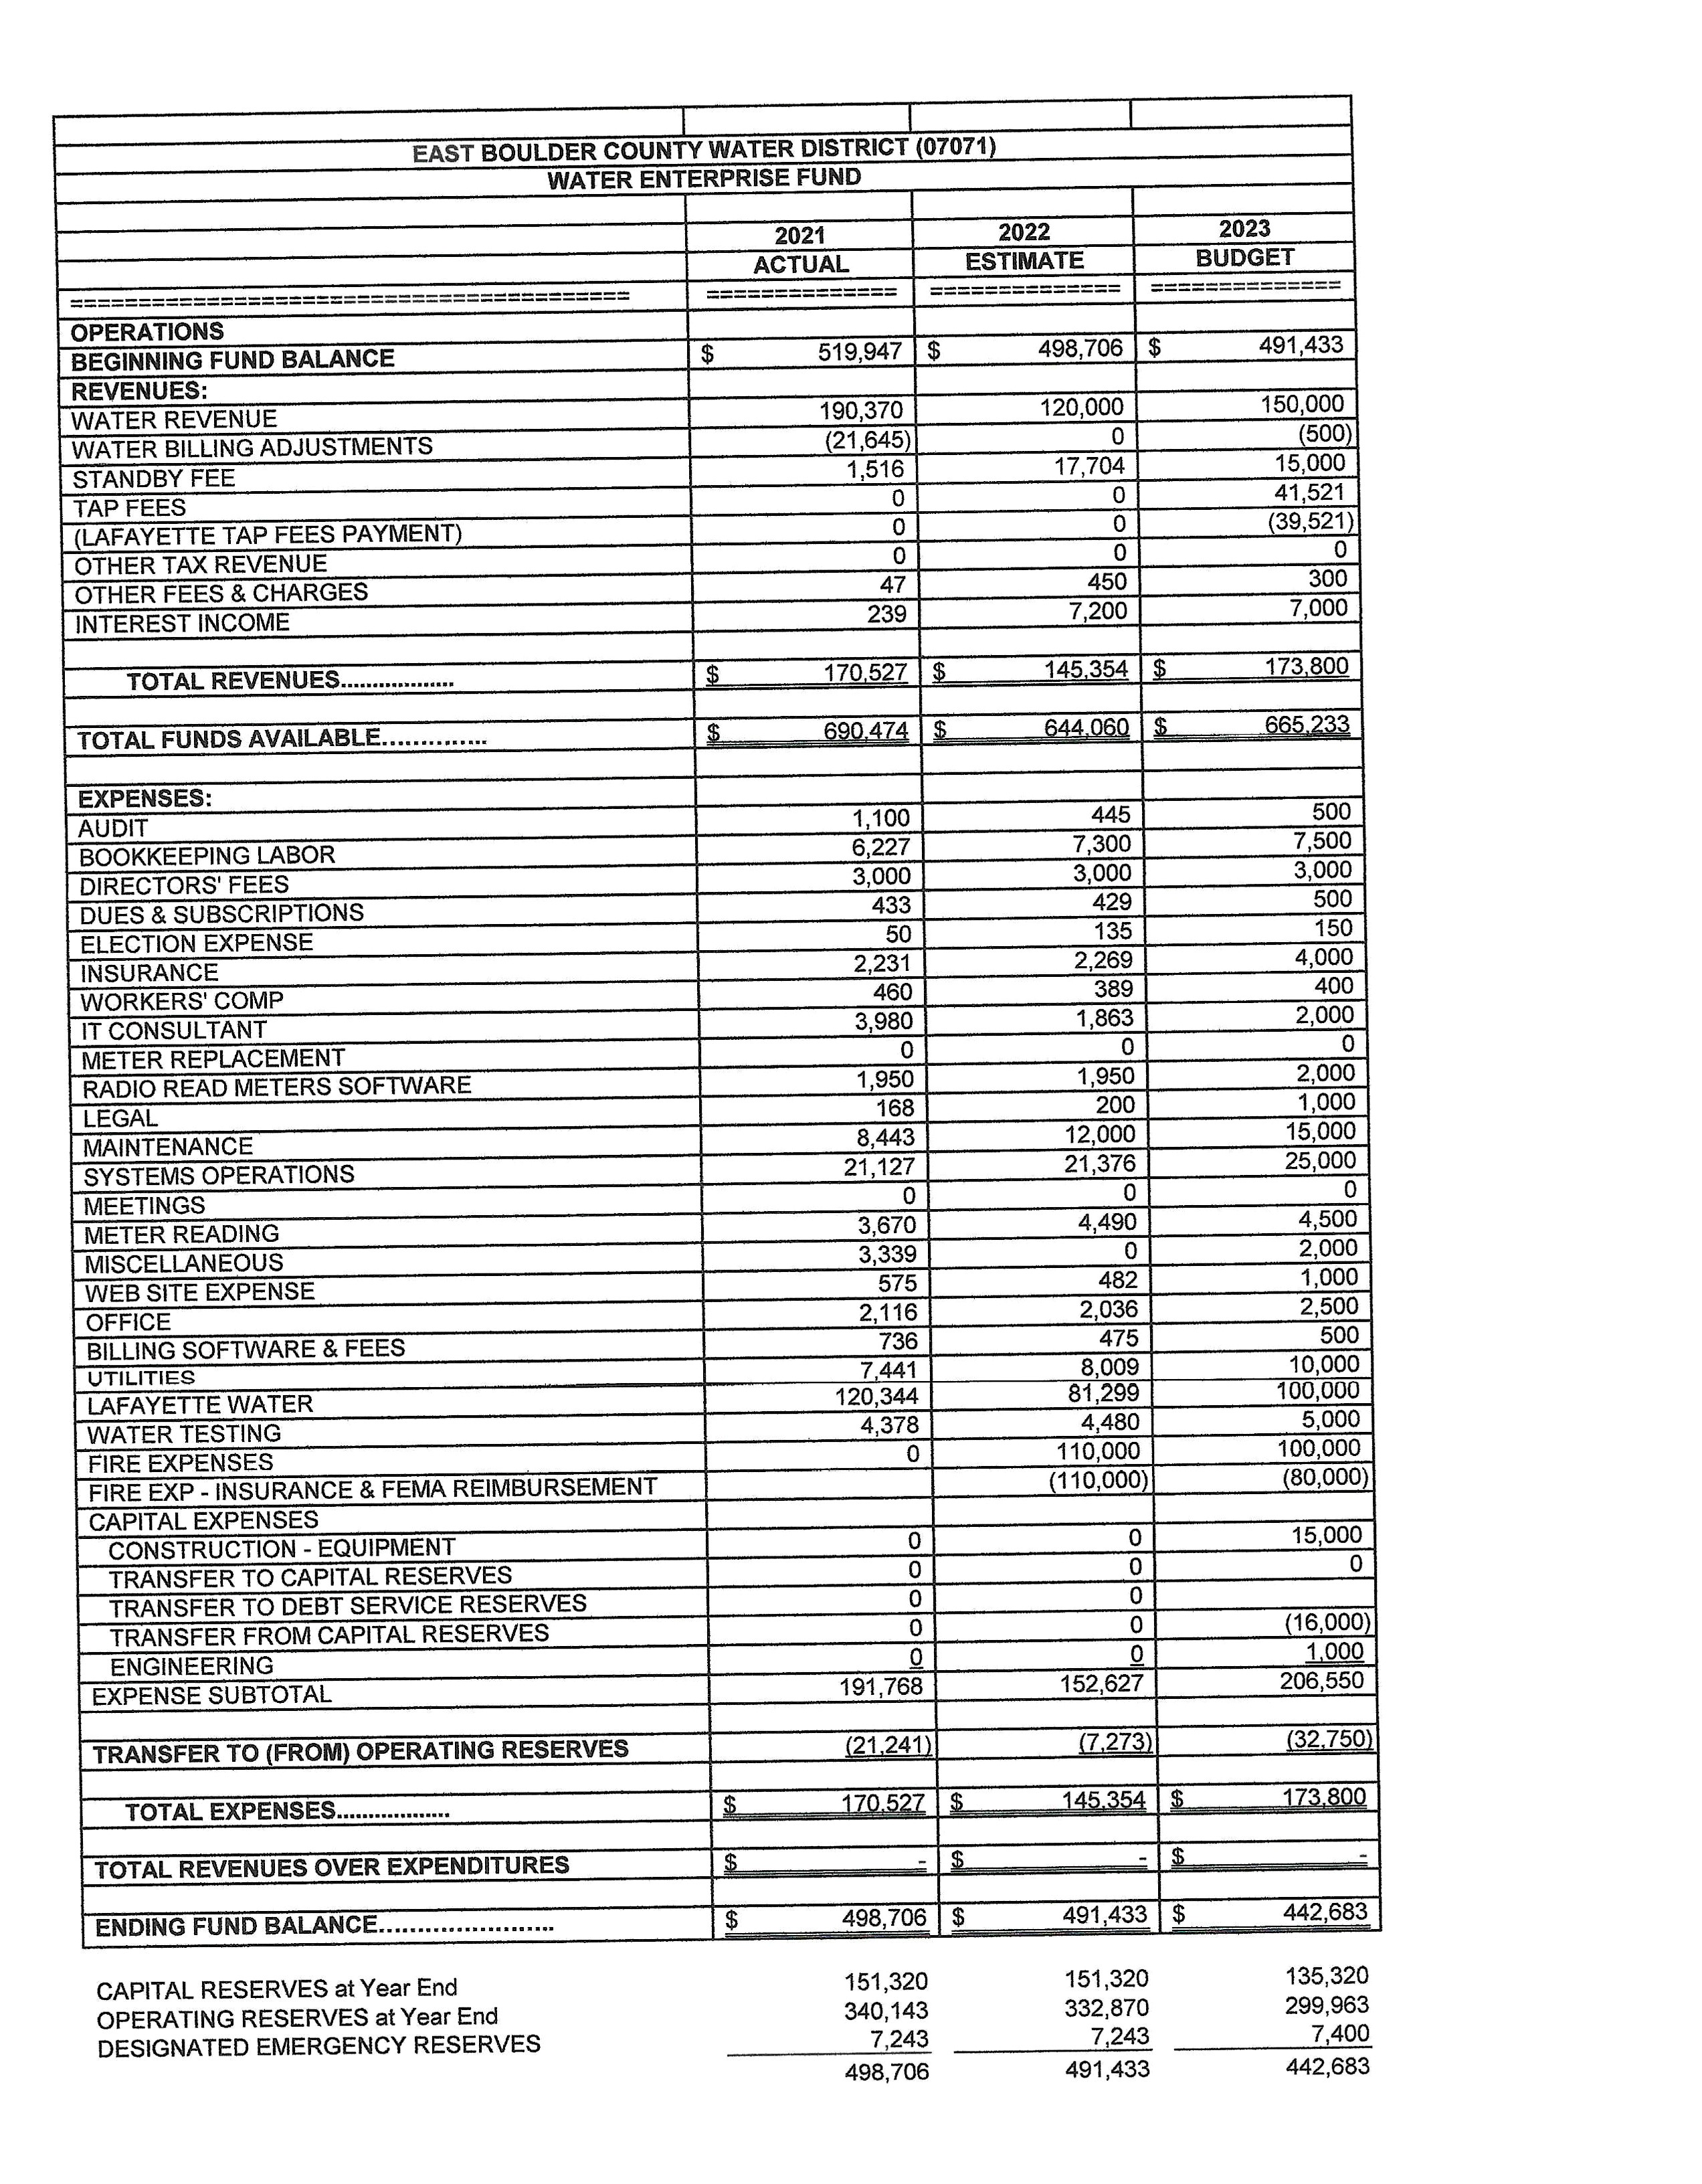 EAST BOULDER COUNTY WATER DISTRICT (07071)
WATER ENTERPRISE FUND
2021 2022 2023
ACTUAL ESTIMATE BUDGET
========================================== ============== ============== ==============
OPERATIONS
BEGINNING FUND BALANCE $ 519,947 $ 498,706 $ 491,433
REVENUES:
WATER REVENUE 190,370 120,000 150,000
WATER BILLING ADJUSTMENTS (21,645) 0 (500)
STANDBY FEE 1,516 17,704 15,000
TAP FEES 0 0 41,521
(LAFAYETTE TAP FEES PAYMENT) 0 0 (39,521)
OTHER TAX REVENUE 0 0 0
OTHER FEES & CHARGES 47 450 300
INTEREST INCOME 239 7,200 7,000
TOTAL REVENUES.................. $ 170,527 $ 145,354 $ 173,800
TOTAL FUNDS AVAILABLE.............. $ 690,474 $ 644,060 $ 665,233
EXPENSES:
AUDIT 1,100 445 500
BOOKKEEPING LABOR 6,227 7,300 7,500
DIRECTORS' FEES 3,000 3,000 3,000
DUES & SUBSCRIPTIONS 433 429 500
ELECTION EXPENSE 50 135 150
INSURANCE 2,231 2,269 4,000
WORKERS' COMP 460 389 400
IT CONSULTANT 3,980 1,863 2,000
METER REPLACEMENT 0 0 0
RADIO READ METERS SOFTWARE 1,950 1,950 2,000
LEGAL 168 200 1,000
MAINTENANCE 8,443 12,000 15,000
SYSTEMS OPERATIONS 21,127 21,376 25,000
MEETINGS 0 0 0
METER READING 3,670 4,490 4,500
MISCELLANEOUS 3,339 0 2,000
WEB SITE EXPENSE 575 482 1,000
OFFICE 2,116 2,036 2,500
BILLING SOFTWARE & FEES 736 475 500
UTILITIES 7,441 8,009 10,000
LAFAYETTE WATER 120,344 81,299 100,000
WATER TESTING 4,378 4,480 5,000
FIRE EXPENSES 0 110,000 100,000
FIRE EXP - INSURANCE & FEMA REIMBURSEMENT (110,000) (80,000)
CAPITAL EXPENSES
CONSTRUCTION - EQUIPMENT 0 0 15,000
TRANSFER TO CAPITAL RESERVES 0 0 0
TRANSFER TO DEBT SERVICE RESERVES 0 0
TRANSFER FROM CAPITAL RESERVES 0 0 (16,000)
ENGINEERING 0 0 1,000
EXPENSE SUBTOTAL 191,768 152,627 206,550
TRANSFER TO (FROM) OPERATING RESERVES (21,241) (7,273) (32,750)
TOTAL EXPENSES.................. $ 170,527 $ 145,354 $ 173,800
TOTAL REVENUES OVER EXPENDITURES $ - $ - $ -
ENDING FUND BALANCE....................... $ 498,706 $ 491,433 $ 442,683
CAPITAL RESERVES at Year End 151,320 151,320 135,320
OPERATING RESERVES at Year End 340,143 332,870 299,963
DESIGNATED EMERGENCY RESERVES 7,243 7,243 7,400
498,706 491,433 442,683